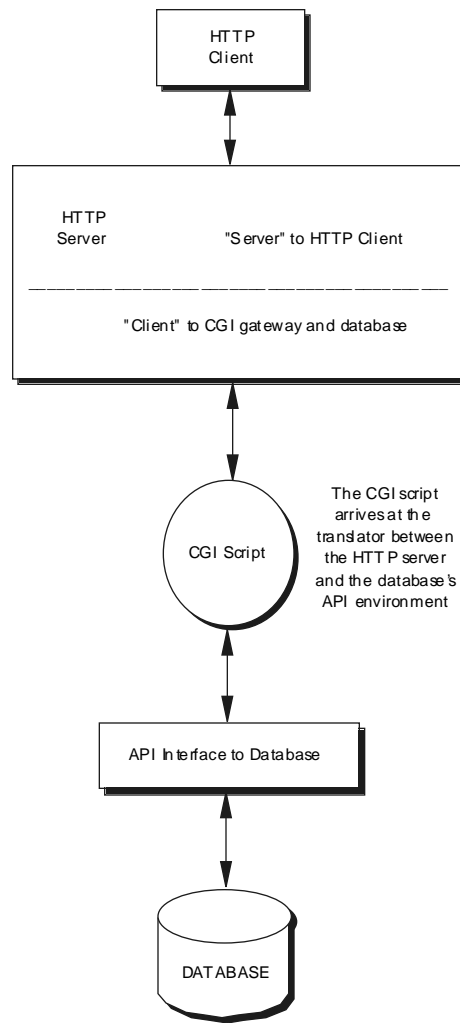 HTTP
Client
HTTP
Server
"Server" to HTTP Client
"Client" to CGI gateway and database
CGI Script
The CGI script
arrives at the
translator between
the HTTP server
and the database's
API environment
API Interface to Database
DATABASE